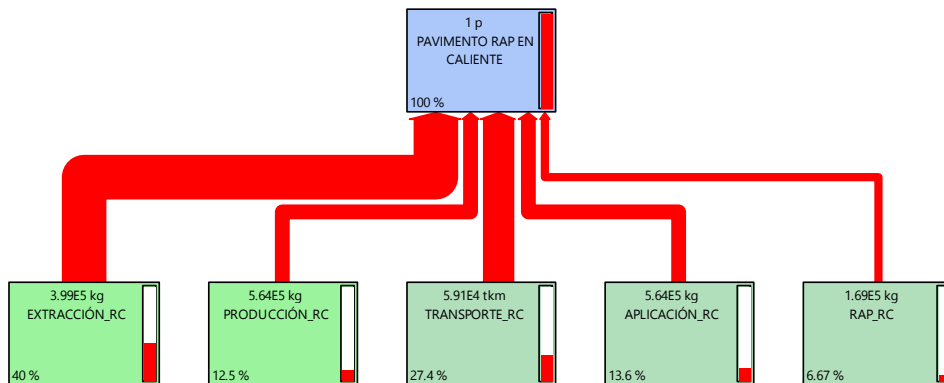 1 p
PAVIMENTO RAP EN
CALIENTE
100 %
3.99E5 kg
EXTRACCIÓN_RC
40 %
5.64E5 kg
PRODUCCIÓN_RC
12.5 %
5.91E4 tkm
TRANSPORTE_RC
27.4 %
5.64E5 kg
APLICACIÓN_RC
13.6 %
1.69E5 kg
RAP_RC
6.67 %